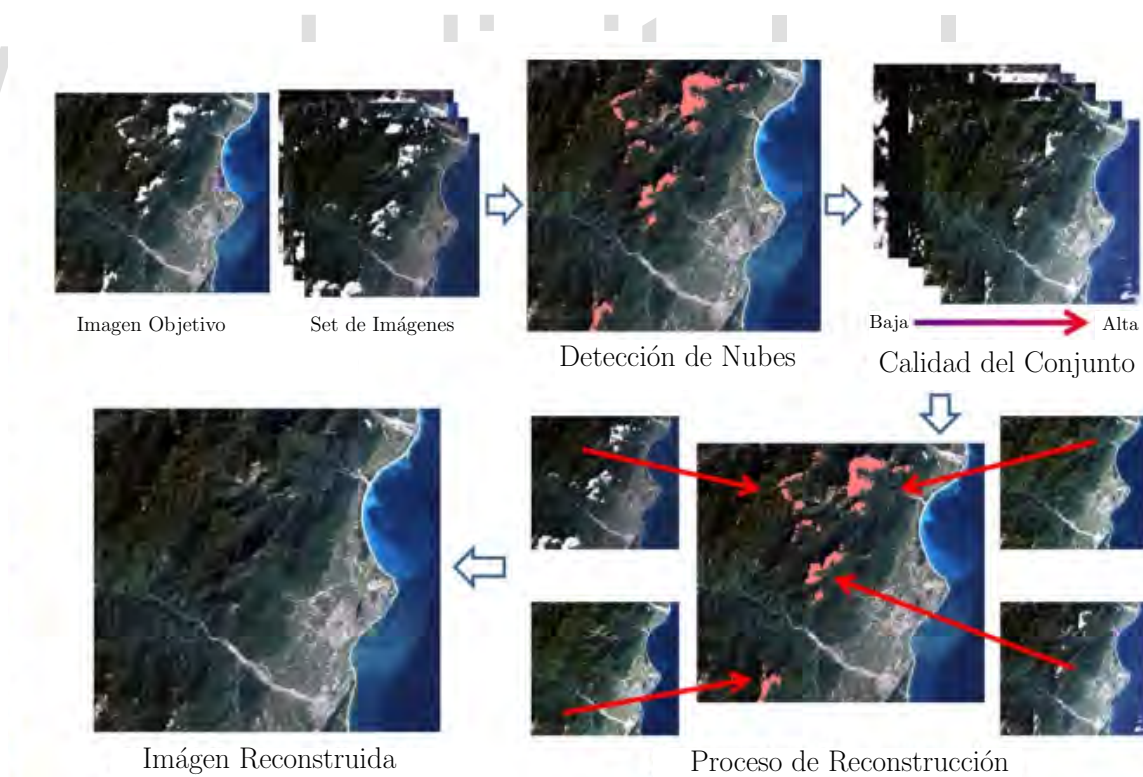 Imagen Objetivo
Set de Imágenes
Detección de Nubes
Baja
Alta
Calidad del Conjunto
Imágen Reconstruida
Proceso de Reconstrucción